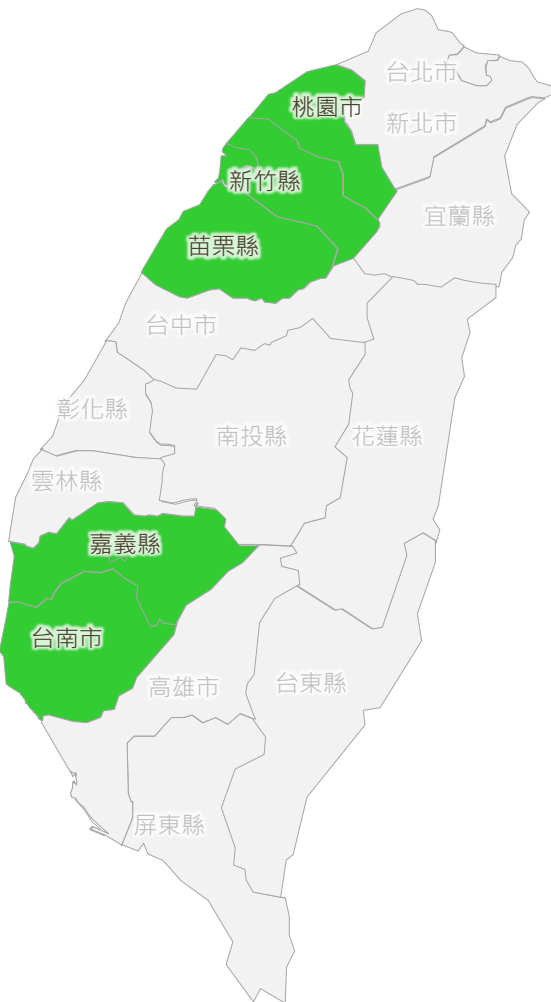 台北市
桃園市
新北市
新竹縣
宜蘭縣
苗栗縣
台中市
彰化縣
南投縣
花蓮縣
雲林縣
嘉義縣
台南市
高雄市
台東縣
屏東縣